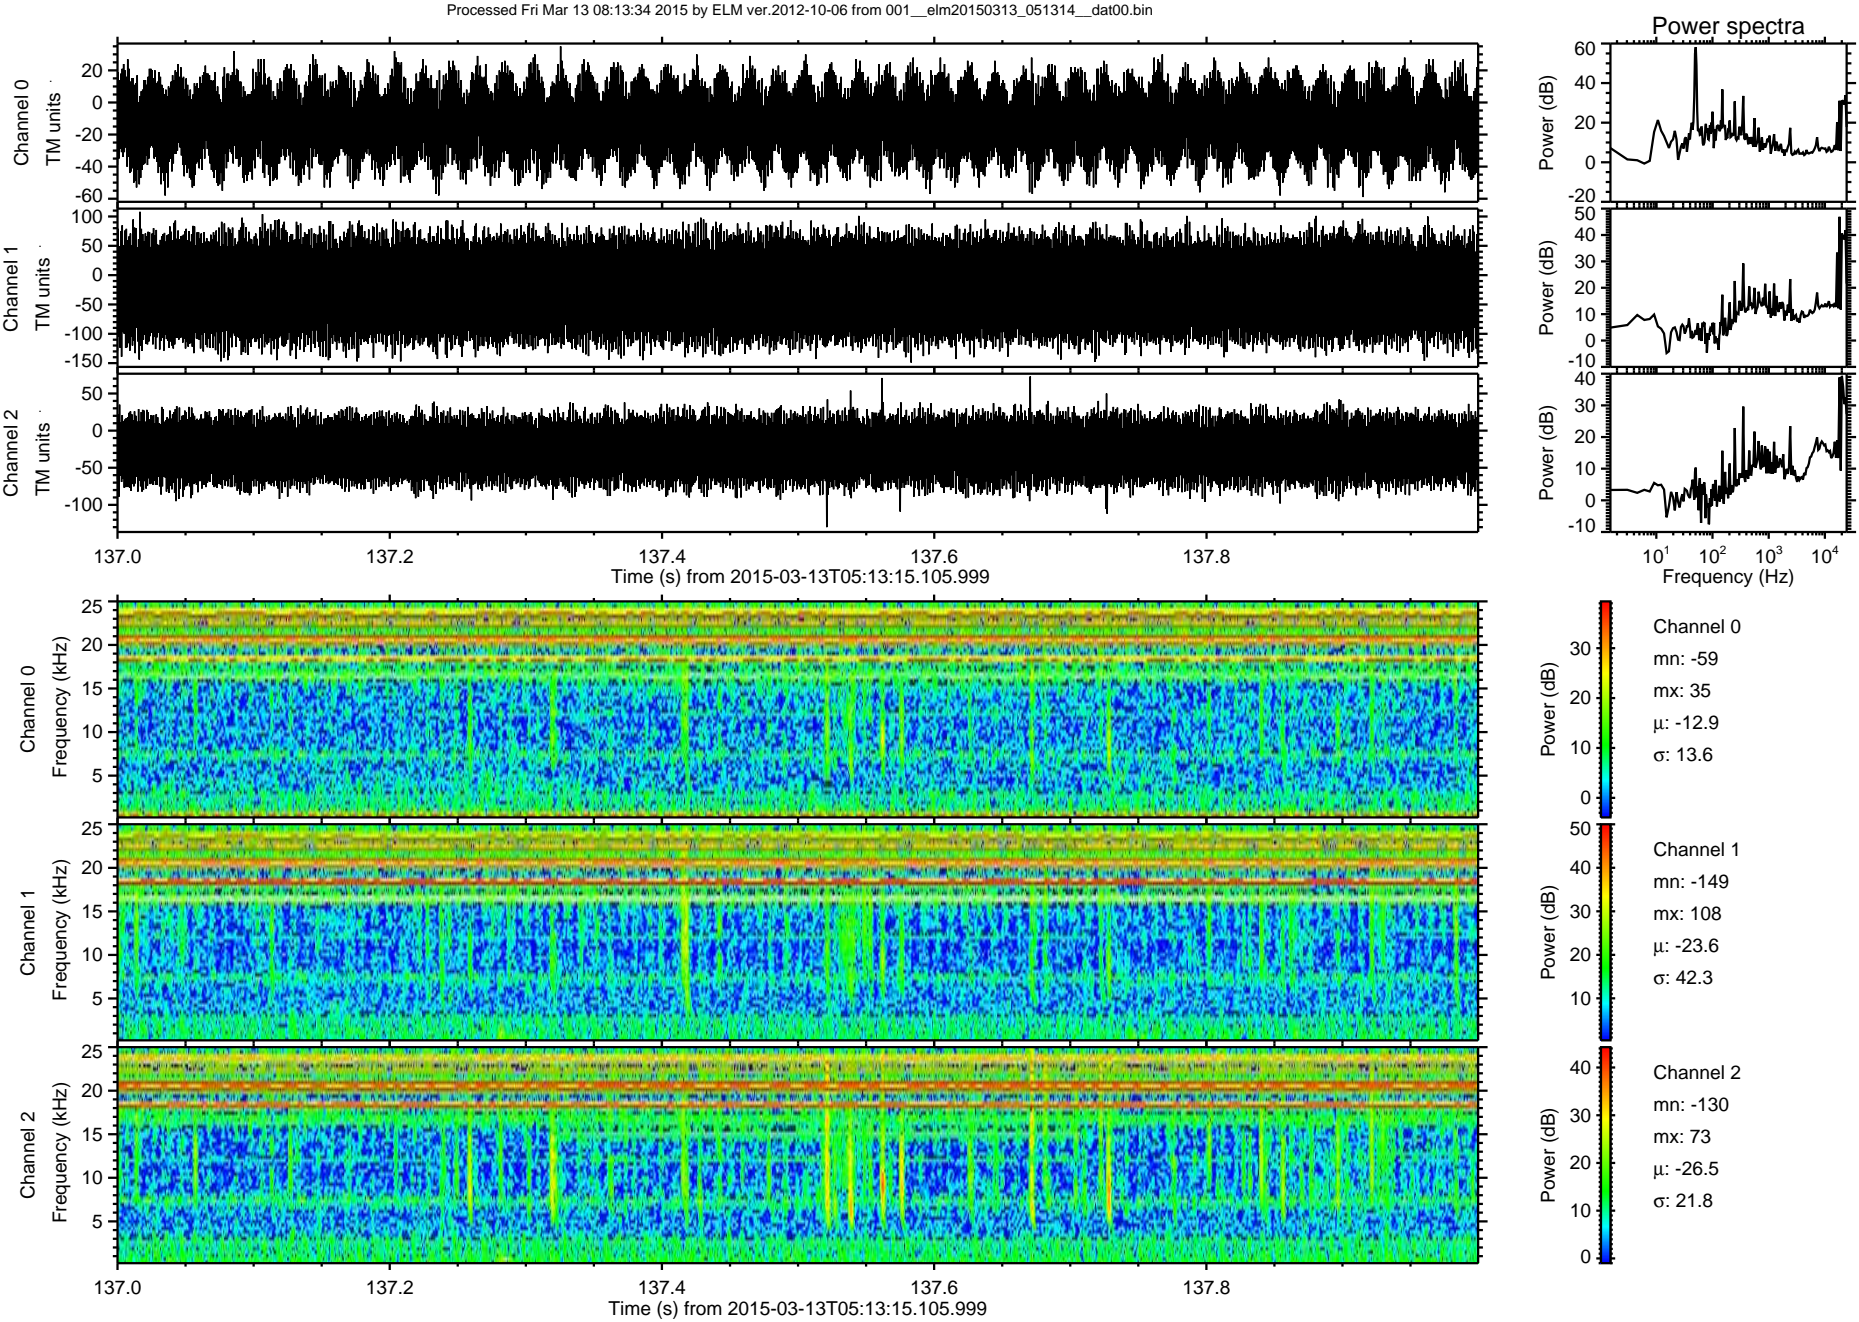 Processed Fri Mar 13 08:13:34 2015 by ELM ver.2012-10-06 from 001__elm20150313_051314__dat00.bin
Power spectra
Channel 0
TM units
20
0
-20
-40
-60
Power (dB)
60
40
20
0
-20
Channel 1
TM units
100
50
0
-50
-100
-150
Power (dB)
50
40
30
20
10
0
-10
Channel 2
TM units
50
0
-50
-100
Power (dB)
40
30
20
10
0
-10
137.0 137.2 137.4 137.6 137.8
Time (s) from 2015-03-13T05:13:15.105.999
10¹ 10² 10³ 10⁴
Frequency (Hz)
Channel 0
Frequency (kHz)
25
20
15
10
5
Power (dB)
30
20
10
0
Channel 0
mn: -59
mx: 35
μ: -12.9
σ: 13.6
Channel 1
Frequency (kHz)
25
20
15
10
5
Power (dB)
50
40
30
20
10
Channel 1
mn: -149
mx: 108
μ: -23.6
σ: 42.3
Channel 2
Frequency (kHz)
25
20
15
10
5
Power (dB)
40
30
20
10
0
Channel 2
mn: -130
mx: 73
μ: -26.5
σ: 21.8
137.0 137.2 137.4 137.6 137.8
Time (s) from 2015-03-13T05:13:15.105.999